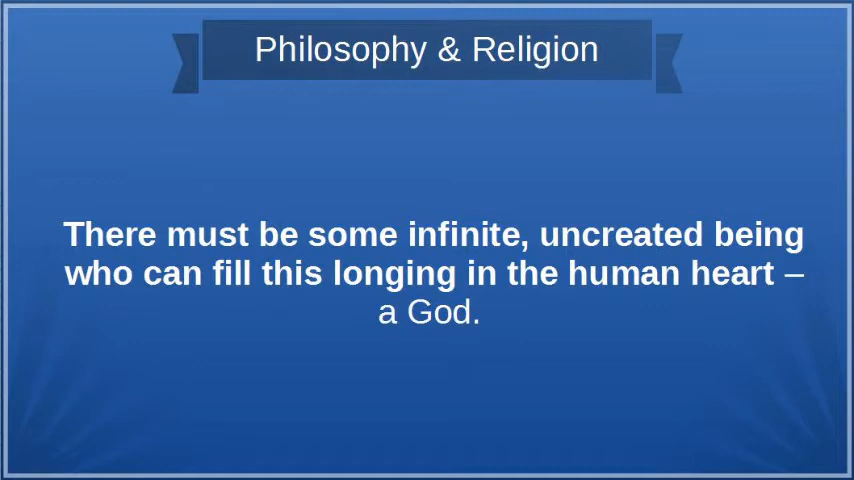 Philosophy & Religion
There must be some infinite, uncreated being
who can fill this longing in the human heart –
a God.